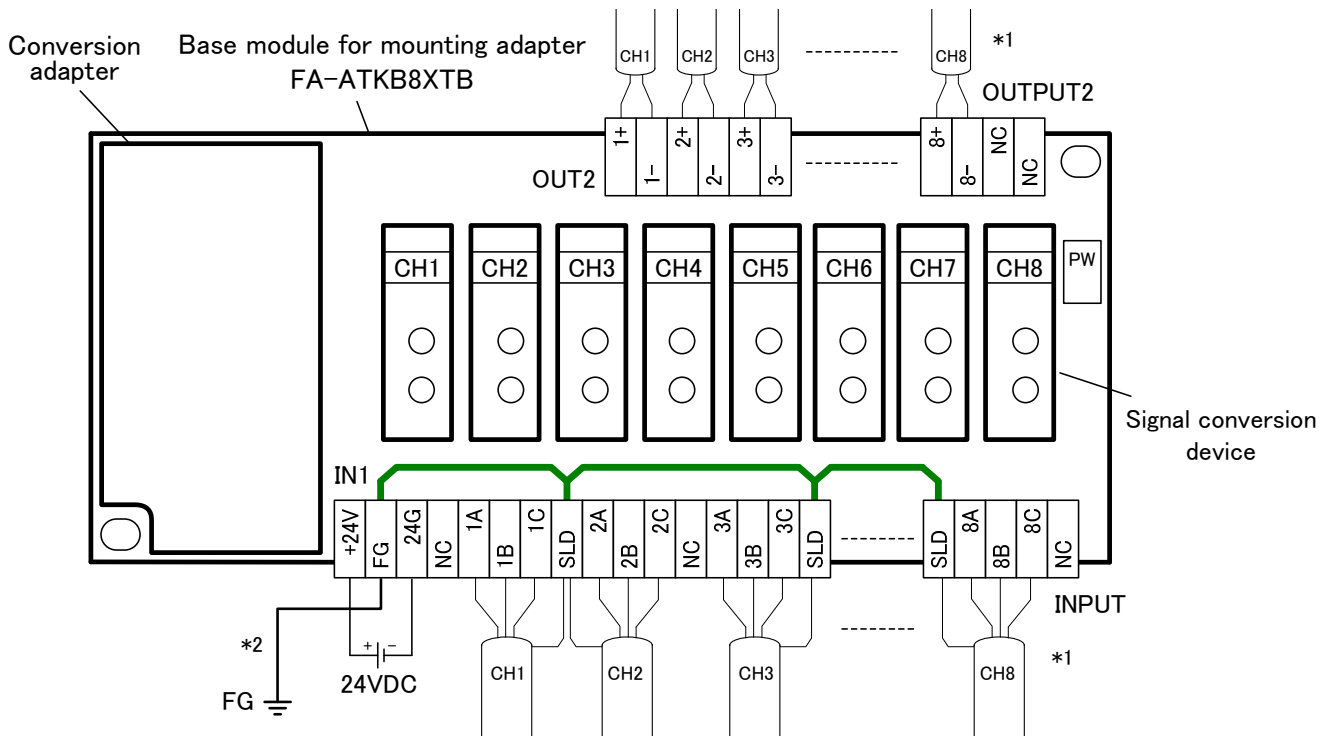 Conversion
adapter
Base module for mounting adapter
FA-ATKB8XTB
CH1 CH2 CH3 CH8 *1
OUTPUT2
OUT2 1+ 1- 2+ 2- 3+ 3- 8+ 8- NC NC
CH1 CH2 CH3 CH4 CH5 CH6 CH7 CH8 PW
Signal conversion
device
IN1
+24V FG 24G NC 1A 1B 1C SLD 2A 2B 2C NC 3A 3B 3C SLD SLD 8A 8B 8C NC
INPUT
*2 + -
24VDC
FG
CH1 CH2 CH3 CH8 *1